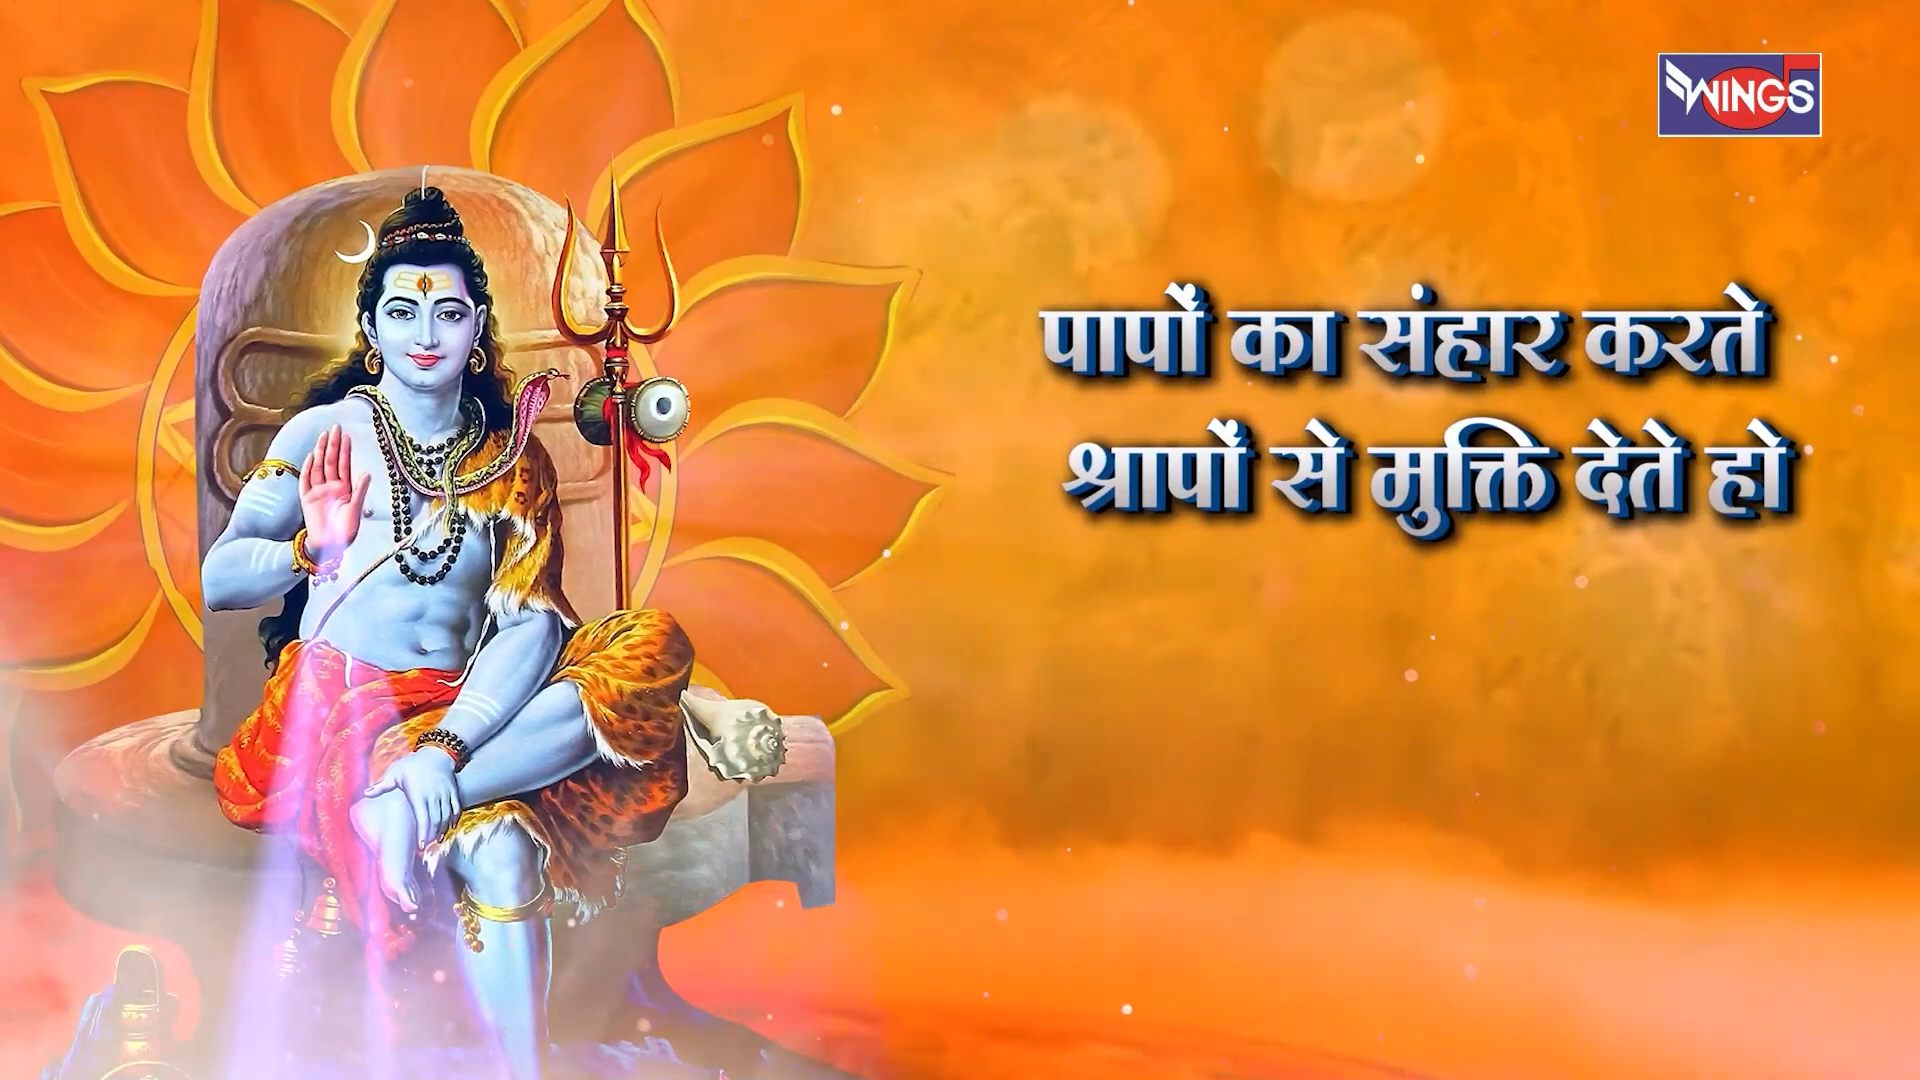 WINGS
पापों का संहार करते
श्रापों से मुक्ति देते हो